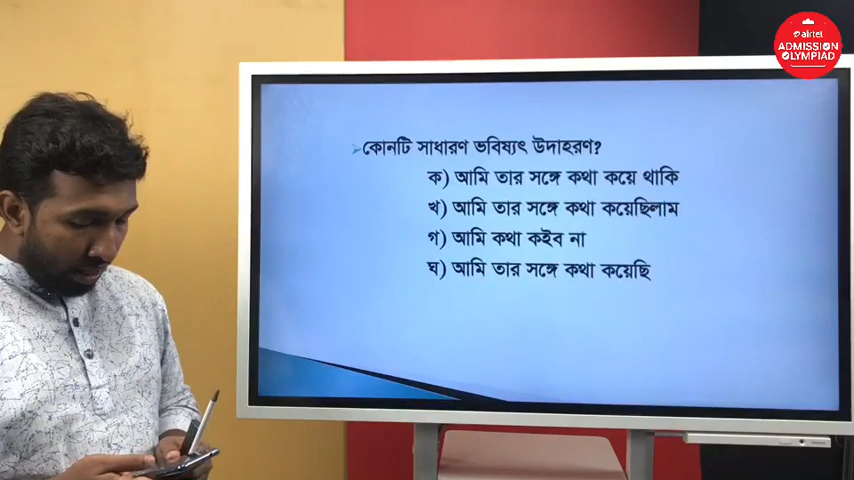 airtel
ADMISSION
OLYMPIAD
কোনটি সাধারণ ভবিষ্যৎ উদাহরণ?
ক) আমি তার সঙ্গে কথা কয়ে থাকি
খ) আমি তার সঙ্গে কথা কয়েছিলাম
গ) আমি কথা কইব না
ঘ) আমি তার সঙ্গে কথা কয়েছি